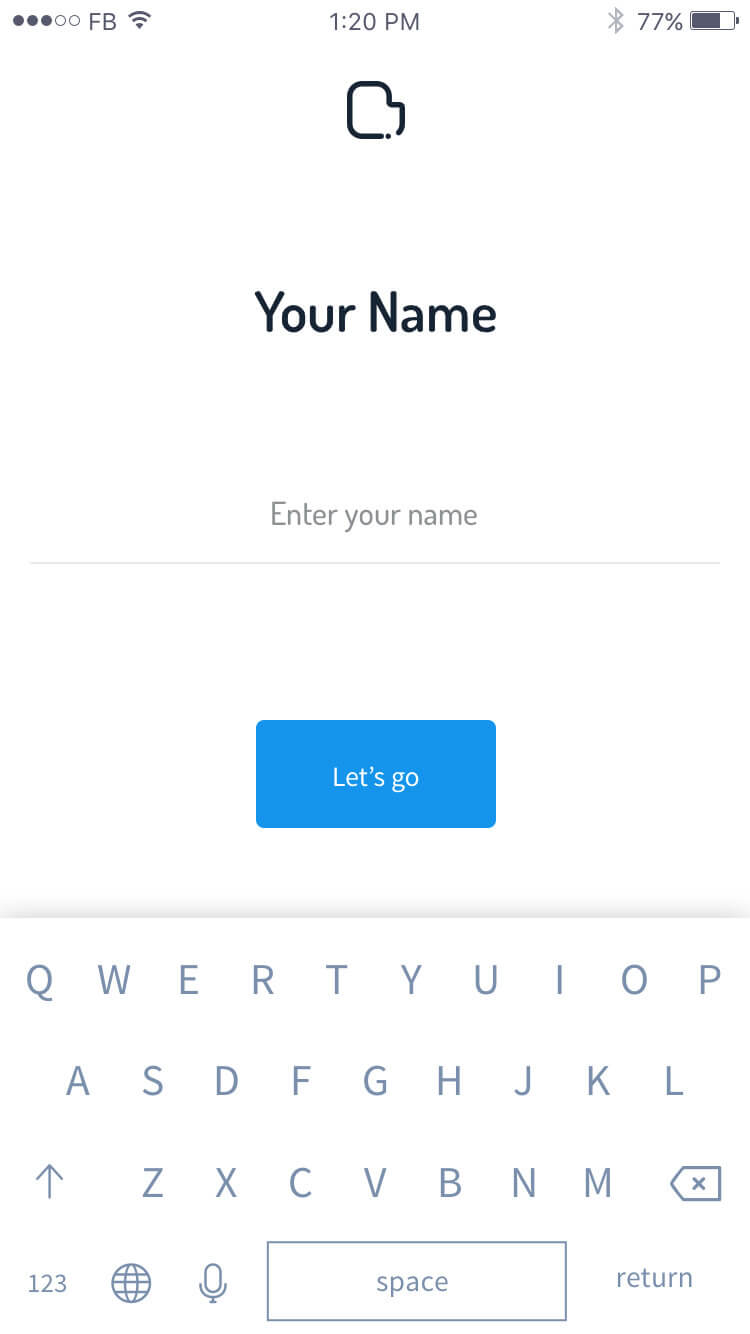 FB 1:20 PM 77%
Your Name
Enter your name
Let’s go
Q W E R T Y U I O P
A S D F G H J K L
Z X C V B N M
123 space return